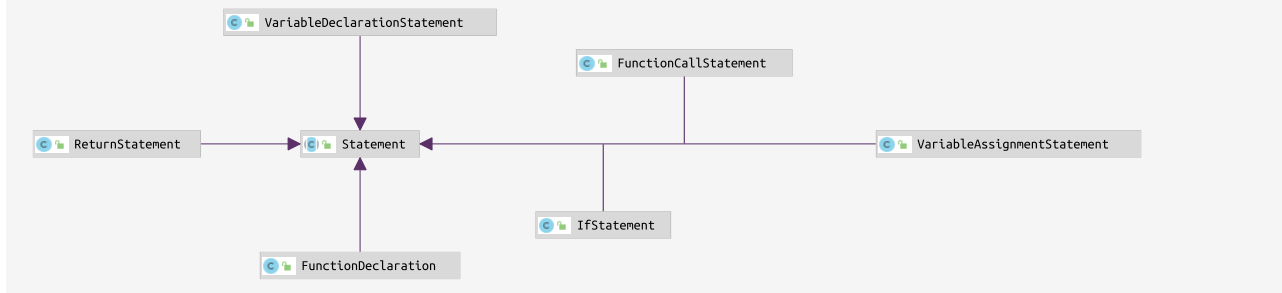 VariableDeclarationStatement
FunctionCallStatement
ReturnStatement
Statement
VariableAssignmentStatement
IfStatement
FunctionDeclaration